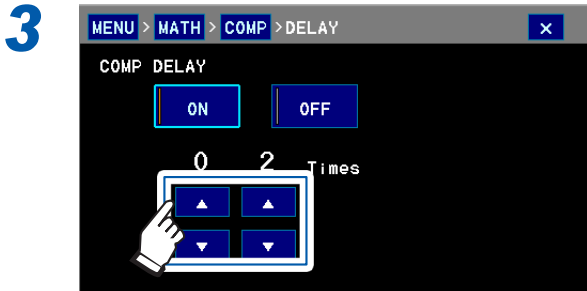 3
MENU > MATH > COMP > DELAY ×
COMP DELAY
ON OFF
0 2 Times
▲ ▲
▼ ▼